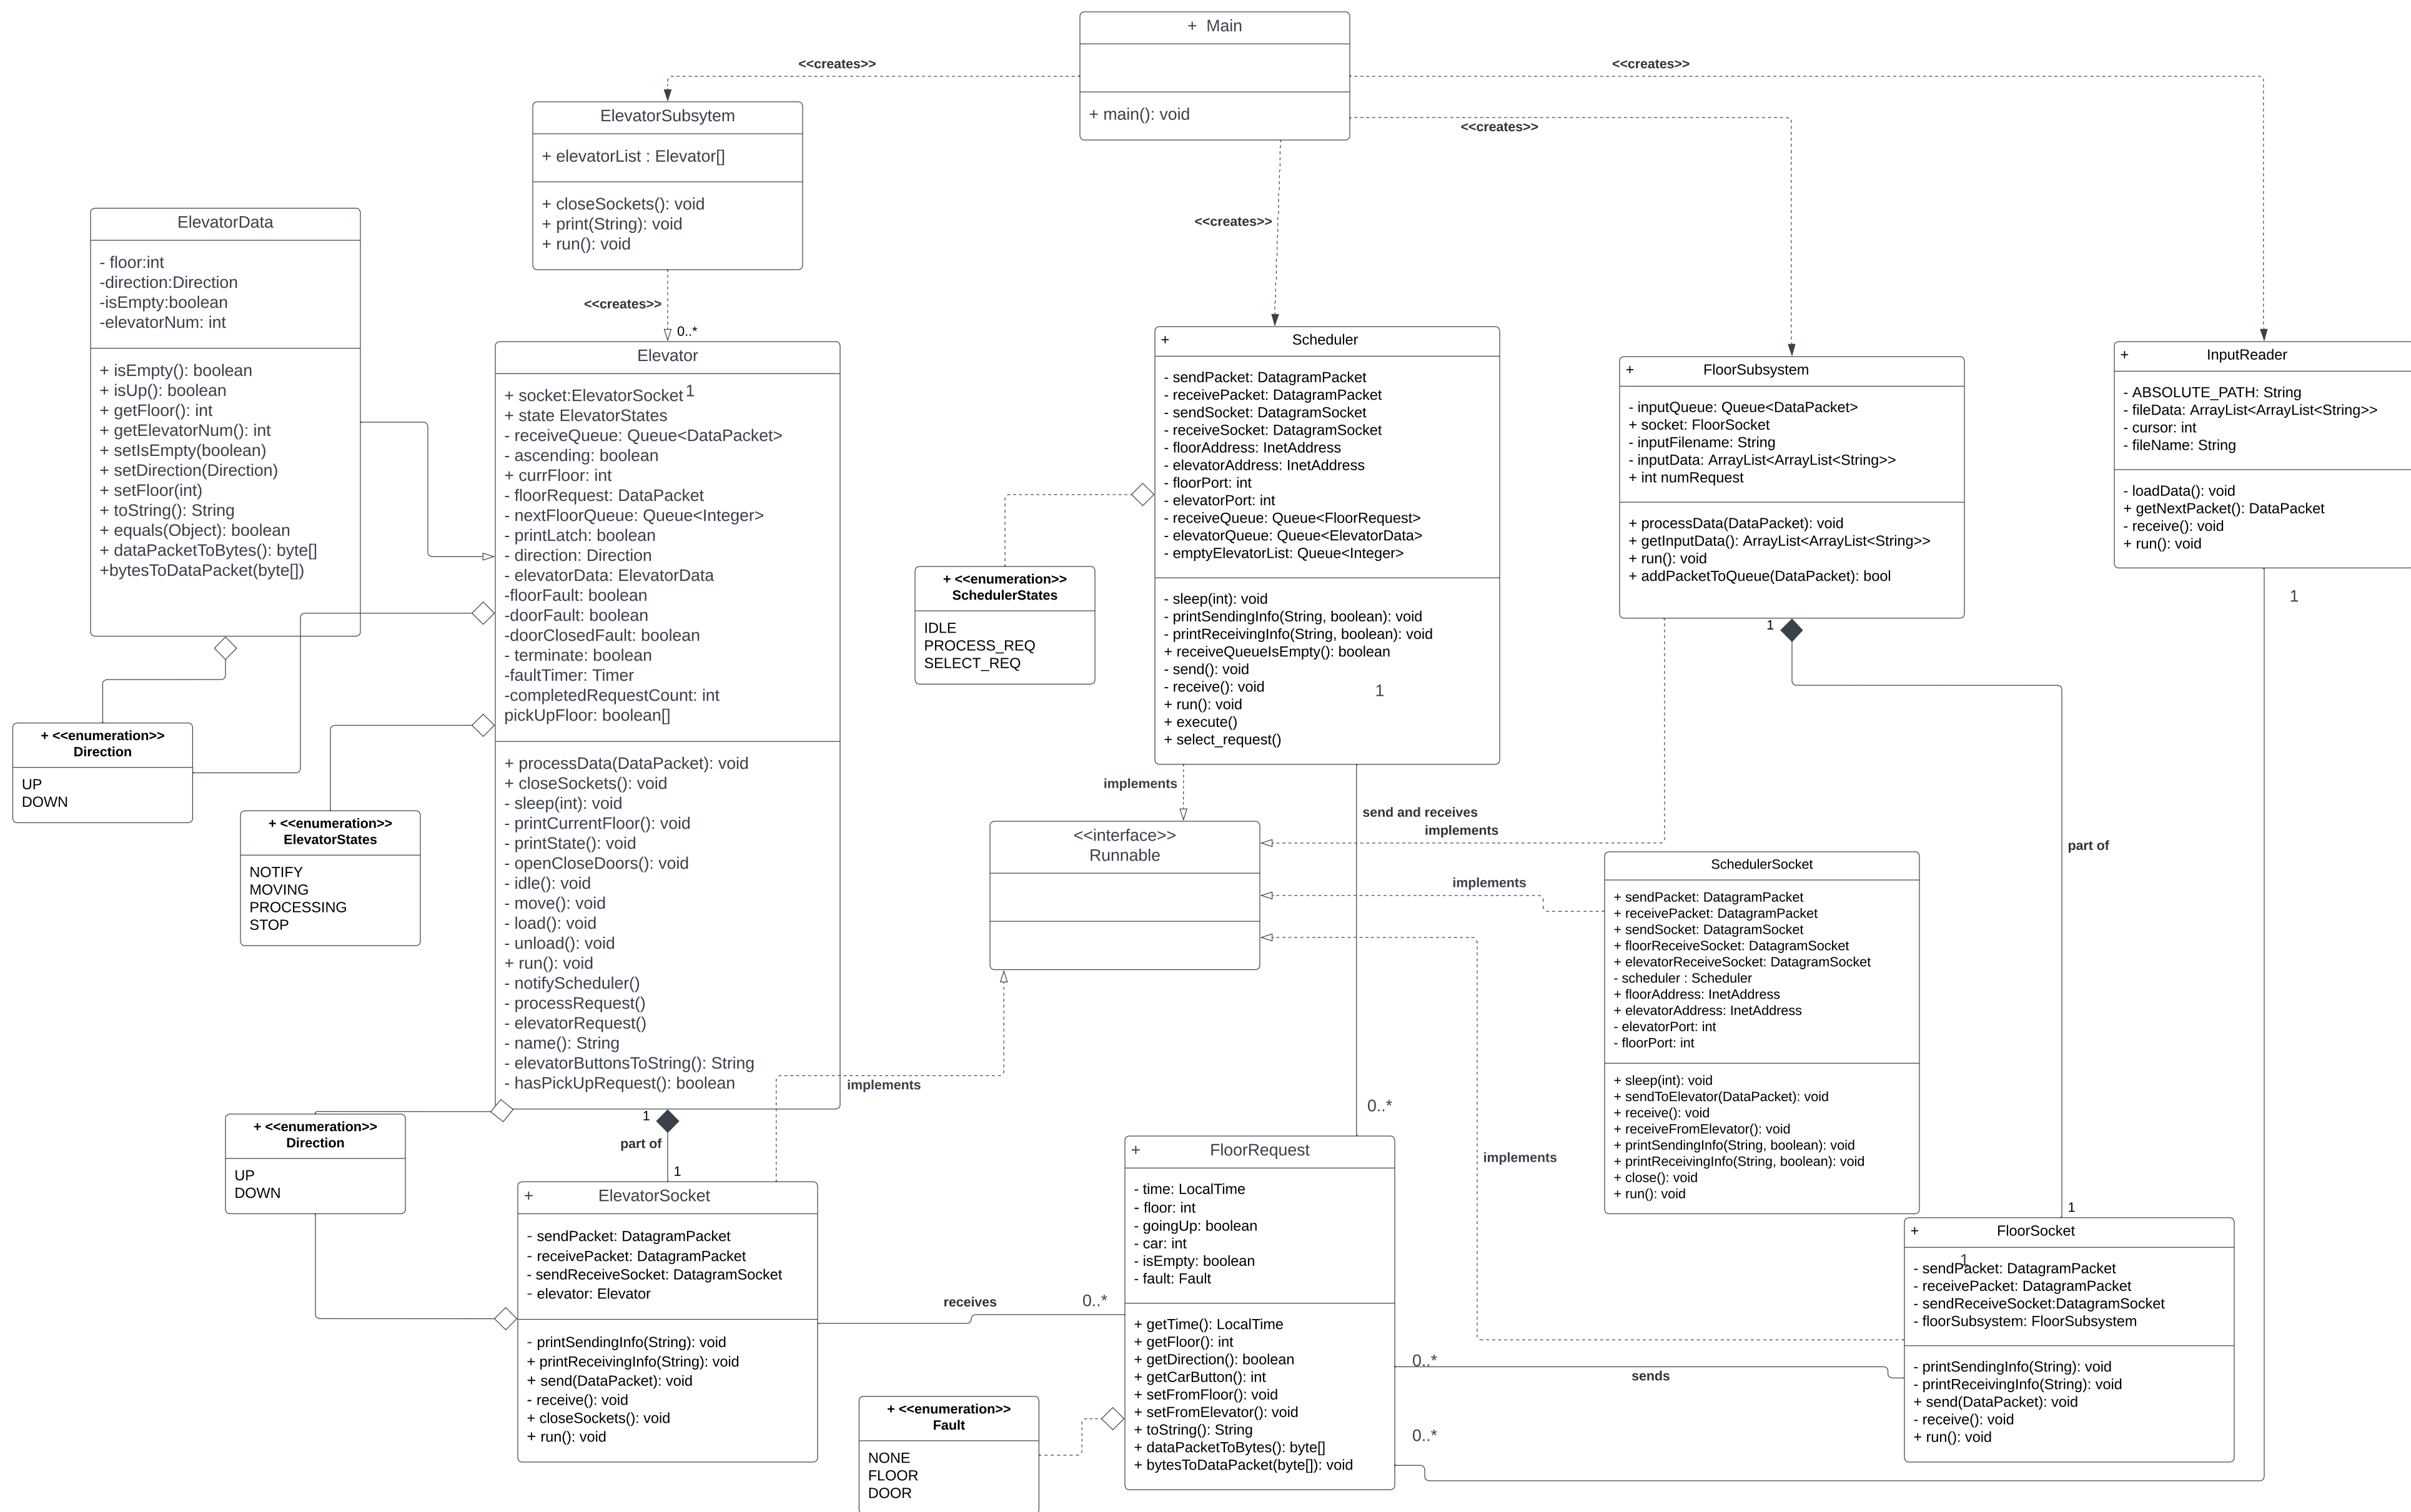 + Main
+ main(): void
<<creates>>
<<creates>>
<<creates>>
<<creates>>
ElevatorSubsytem
+ elevatorList : Elevator[]
+ closeSockets(): void
+ print(String): void
+ run(): void
<<creates>>
0..*
ElevatorData
- floor:int
-direction:Direction
-isEmpty:boolean
-elevatorNum: int
+ isEmpty(): boolean
+ isUp(): boolean
+ getFloor(): int
+ getElevatorNum(): int
+ setIsEmpty(boolean)
+ setDirection(Direction)
+ setFloor(int)
+ toString(): String
+ equals(Object): boolean
+ dataPacketToBytes(): byte[]
+bytesToDataPacket(byte[])
+ <<enumeration>>
Direction
UP
DOWN
+ <<enumeration>>
ElevatorStates
NOTIFY
MOVING
PROCESSING
STOP
Elevator
+ socket:ElevatorSocket
1
+ state ElevatorStates
- receiveQueue: Queue<DataPacket>
- ascending: boolean
+ currFloor: int
- floorRequest: DataPacket
- nextFloorQueue: Queue<Integer>
- printLatch: boolean
- direction: Direction
- elevatorData: ElevatorData
-floorFault: boolean
-doorFault: boolean
-doorClosedFault: boolean
- terminate: boolean
-faultTimer: Timer
-completedRequestCount: int
pickUpFloor: boolean[]
+ processData(DataPacket): void
+ closeSockets(): void
- sleep(int): void
- printCurrentFloor(): void
- printState(): void
- openCloseDoors(): void
- idle(): void
- move(): void
- load(): void
- unload(): void
+ run(): void
- notifyScheduler()
- processRequest()
- elevatorRequest()
- name(): String
- elevatorButtonsToString(): String
- hasPickUpRequest(): boolean
1
part of
1
+ <<enumeration>>
Direction
UP
DOWN
+ ElevatorSocket
- sendPacket: DatagramPacket
- receivePacket: DatagramPacket
- sendReceiveSocket: DatagramSocket
- elevator: Elevator
- printSendingInfo(String): void
+ printReceivingInfo(String): void
+ send(DataPacket): void
- receive(): void
+ closeSockets(): void
+ run(): void
+ Scheduler
- sendPacket: DatagramPacket
- receivePacket: DatagramPacket
- sendSocket: DatagramSocket
- receiveSocket: DatagramSocket
- floorAddress: InetAddress
- elevatorAddress: InetAddress
- floorPort: int
- elevatorPort: int
- receiveQueue: Queue<FloorRequest>
- elevatorQueue: Queue<ElevatorData>
- emptyElevatorList: Queue<Integer>
- sleep(int): void
- printSendingInfo(String, boolean): void
- printReceivingInfo(String, boolean): void
+ receiveQueueIsEmpty(): boolean
- send(): void
- receive(): void
1
+ run(): void
+ execute()
+ select_request()
+ <<enumeration>>
SchedulerStates
IDLE
PROCESS_REQ
SELECT_REQ
implements
send and receives
implements
implements
implements
implements
<<interface>>
Runnable
+ FloorSubsystem
- inputQueue: Queue<DataPacket>
+ socket: FloorSocket
- inputFilename: String
- inputData: ArrayList<ArrayList<String>>
+ int numRequest
+ processData(DataPacket): void
+ getInputData(): ArrayList<ArrayList<String>>
+ run(): void
+ addPacketToQueue(DataPacket): bool
1
part of
1
+ InputReader
- ABSOLUTE_PATH: String
- fileData: ArrayList<ArrayList<String>>
- cursor: int
- fileName: String
- loadData(): void
+ getNextPacket(): DataPacket
- receive(): void
+ run(): void
1
SchedulerSocket
+ sendPacket: DatagramPacket
+ receivePacket: DatagramPacket
+ sendSocket: DatagramSocket
+ floorReceiveSocket: DatagramSocket
+ elevatorReceiveSocket: DatagramSocket
- scheduler : Scheduler
+ floorAddress: InetAddress
+ elevatorAddress: InetAddress
- elevatorPort: int
- floorPort: int
+ sleep(int): void
+ sendToElevator(DataPacket): void
+ receive(): void
+ receiveFromElevator(): void
+ printSendingInfo(String, boolean): void
+ printReceivingInfo(String, boolean): void
+ close(): void
+ run(): void
0..*
+ FloorRequest
- time: LocalTime
- floor: int
- goingUp: boolean
- car: int
- isEmpty: boolean
- fault: Fault
+ getTime(): LocalTime
+ getFloor(): int
+ getDirection(): boolean
+ getCarButton(): int
+ setFromFloor(): void
+ setFromElevator(): void
+ toString(): String
+ dataPacketToBytes(): byte[]
+ bytesToDataPacket(byte[]): void
receives
0..*
0..*
sends
0..*
+ <<enumeration>>
Fault
NONE
FLOOR
DOOR
+ FloorSocket
1
- sendPacket: DatagramPacket
- receivePacket: DatagramPacket
- sendReceiveSocket:DatagramSocket
- floorSubsystem: FloorSubsystem
- printSendingInfo(String): void
- printReceivingInfo(String): void
+ send(DataPacket): void
- receive(): void
+ run(): void